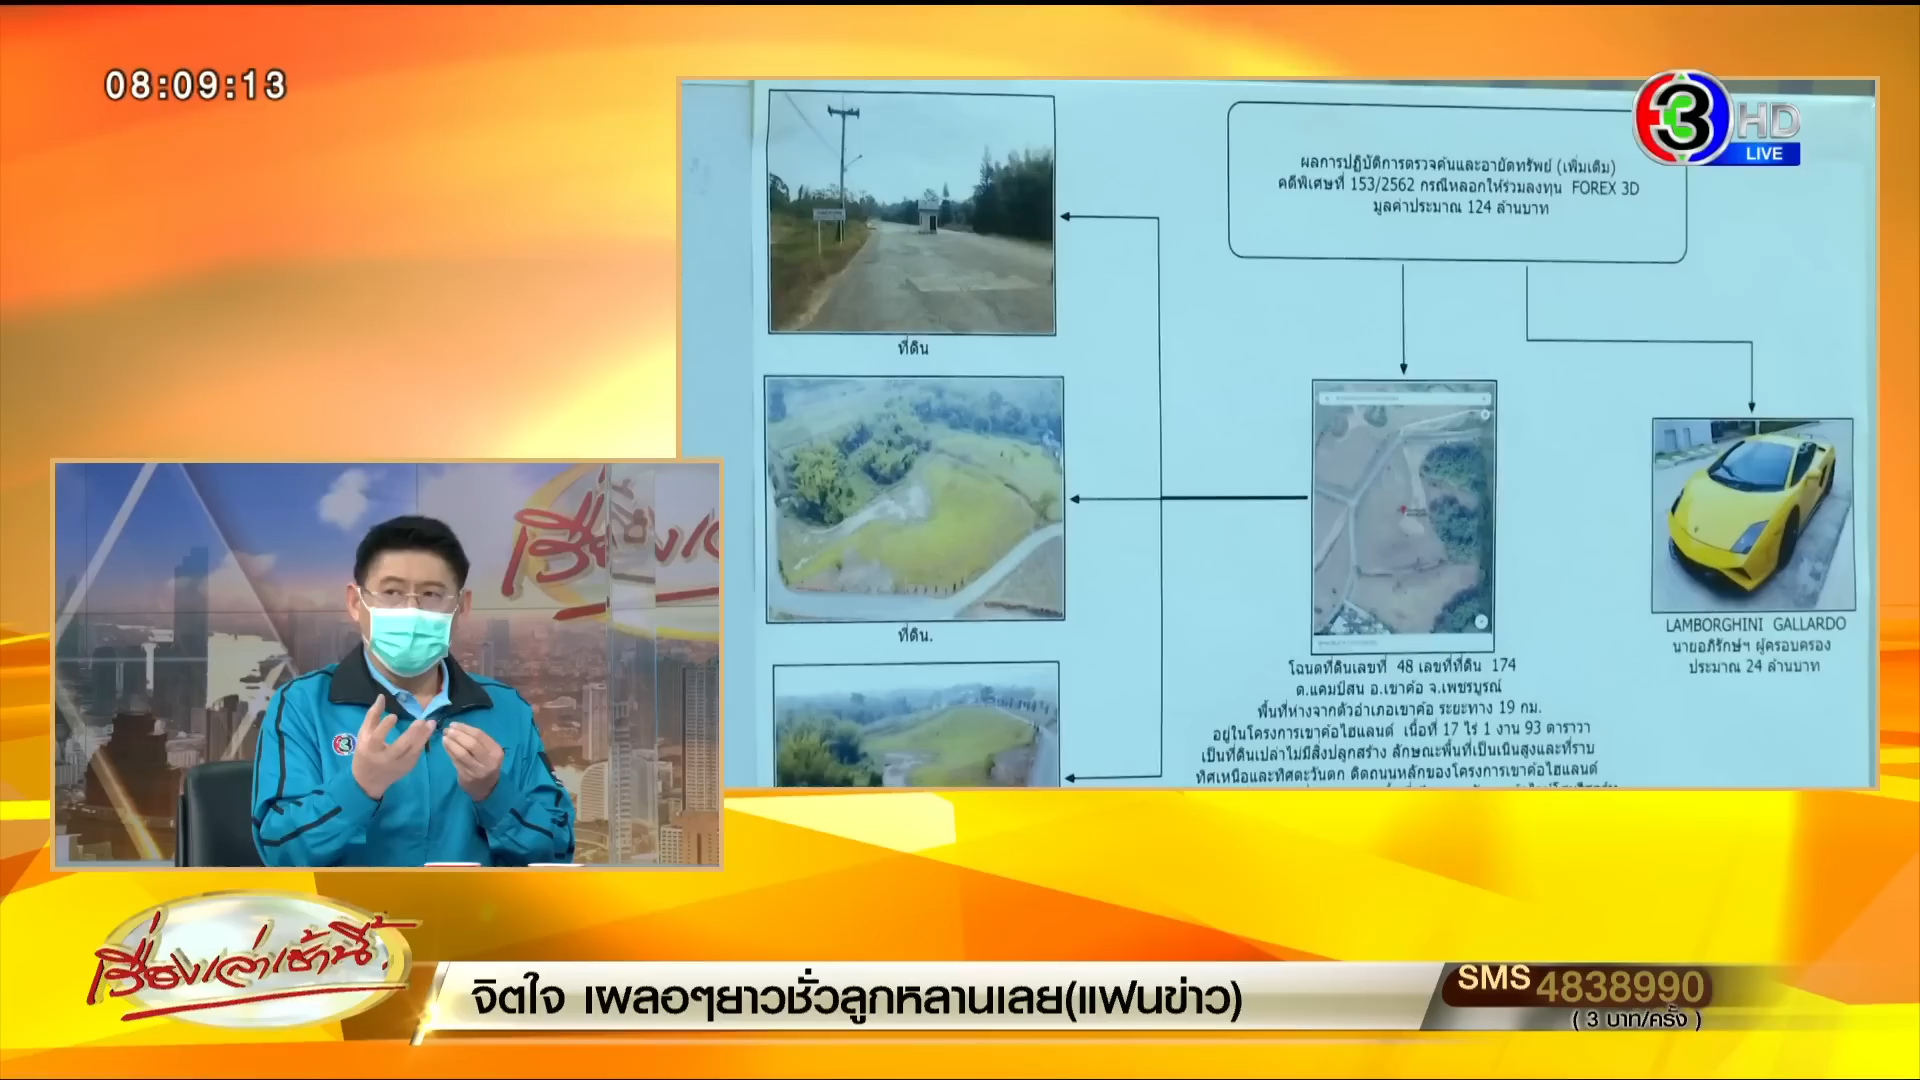 08:09:13
3 HD
LIVE
ผลการปฏิบัติการตรวจค้นและอายัดทรัพย์ (เพิ่มเติม)
คดีพิเศษที่ 153/2562 กรณีหลอกให้ร่วมลงทุน FOREX 3D
มูลค่าประมาณ 124 ล้านบาท
ที่ดิน
ที่ดิน.
LAMBORGHINI GALLARDO
นายอภิรักษ์ฯ ผู้ครอบครอง
ประมาณ 24 ล้านบาท
โฉนดที่ดินเลขที่ 48 เลขที่ที่ดิน 174
ต.แคมป์สน อ.เขาค้อ จ.เพชรบูรณ์
พื้นที่ห่างจากตัวอำเภอเขาค้อ ระยะทาง 19 กม.
อยู่ในโครงการเขาค้อไฮแลนด์ เนื้อที่ 17 ไร่ 1 งาน 93 ตารางวา
เป็นที่ดินเปล่าไม่มีสิ่งปลูกสร้าง ลักษณะพื้นที่เป็นเนินสูงและที่ราบ
ทิศเหนือและทิศตะวันตก ติดถนนหลักของโครงการเขาค้อไฮแลนด์
เรื่องเล่าเช้านี้
จิตใจ เผลอๆยาวชั่วลูกหลานเลย(แฟนข่าว)
SMS 4838990
( 3 บาท/ครั้ง )